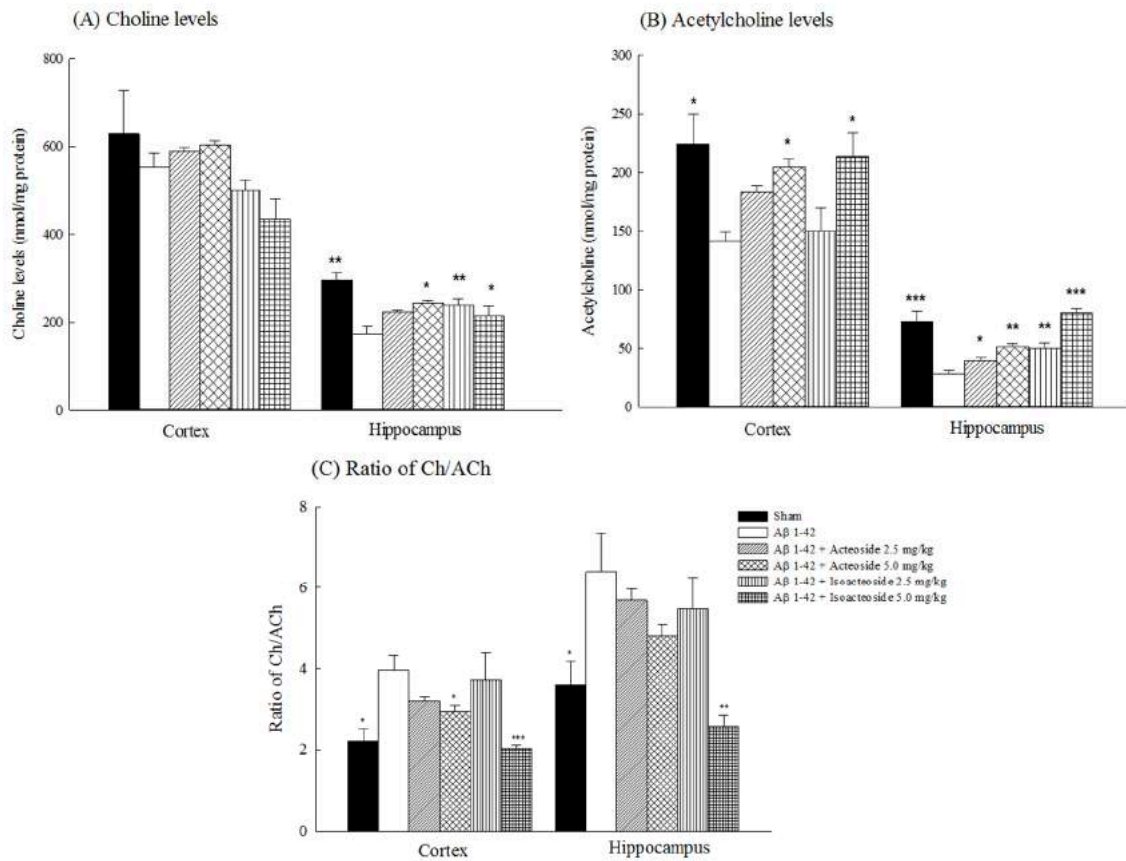 (A) Choline levels
Choline levels (nmol/mg protein)
800
600
400
200
0
** * ** *
Cortex
Hippocampus
(B) Acetylcholine levels
Acetylcholine (nmol/mg protein)
300
250
200
150
100
50
0
* * *
*** * ** ** ***
Cortex
Hippocampus
(C) Ratio of Ch/ACh
Ratio of Ch/ACh
8
6
4
2
0
* * ***
* **
Cortex
Hippocampus
Sham
Aβ 1-42
Aβ 1-42 + Acteoside 2.5 mg/kg
Aβ 1-42 + Acteoside 5.0 mg/kg
Aβ 1-42 + Isoacteoside 2.5 mg/kg
Aβ 1-42 + Isoacteoside 5.0 mg/kg